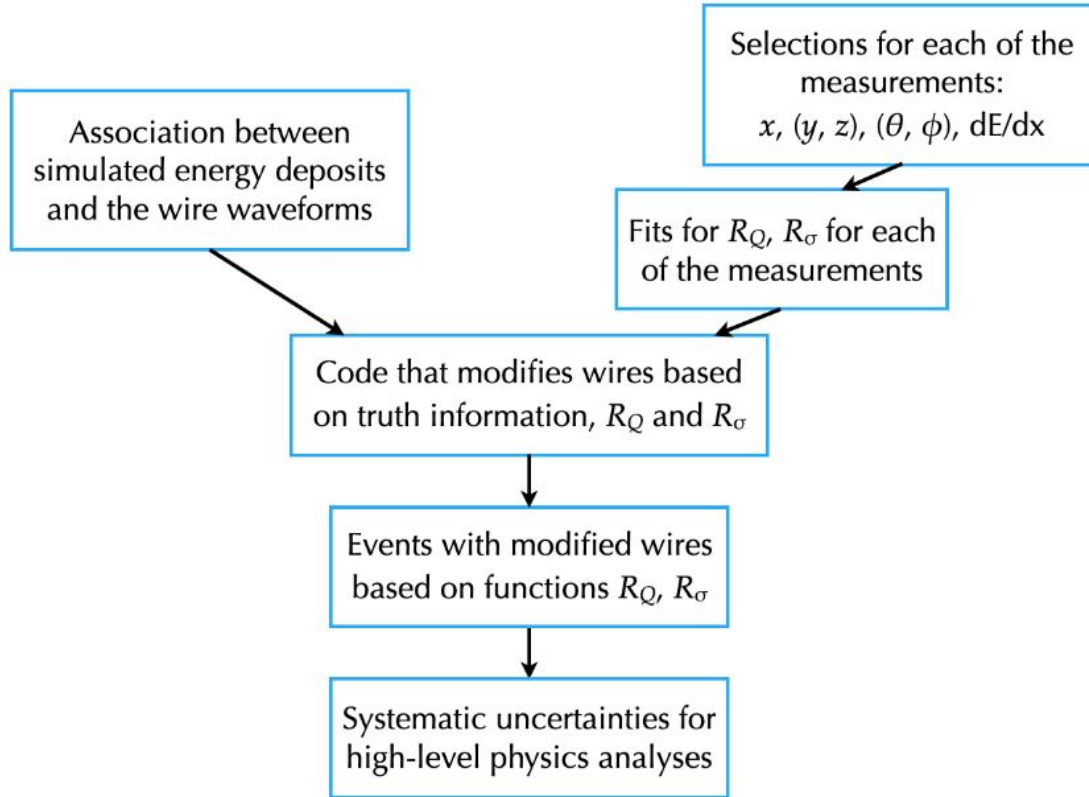 Selections for each of the
measurements:
x, (y, z), (θ, ϕ), dE/dx
Association between
simulated energy deposits
and the wire waveforms
Fits for R_Q, R_σ for each
of the measurements
Code that modifies wires based
on truth information, R_Q and R_σ
Events with modified wires
based on functions R_Q, R_σ
Systematic uncertainties for
high-level physics analyses